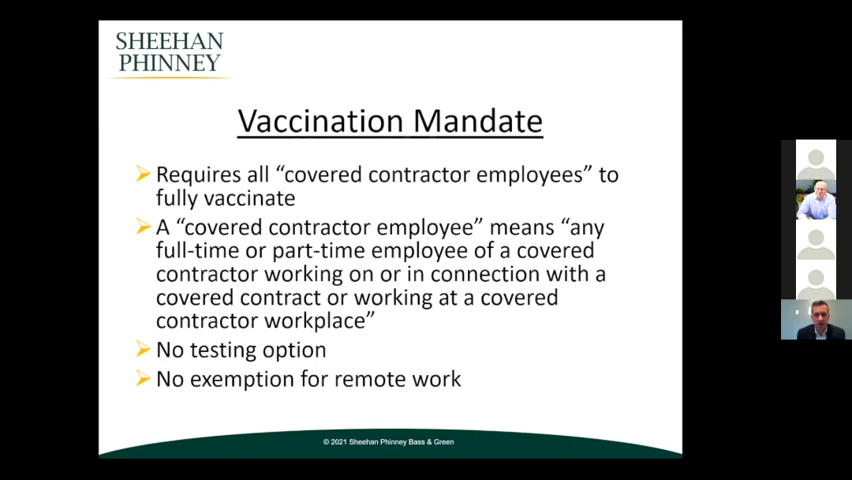 SHEEHAN
PHINNEY
Vaccination Mandate
Requires all “covered contractor employees” to
fully vaccinate
A “covered contractor employee” means “any
full-time or part-time employee of a covered
contractor working on or in connection with a
covered contract or working at a covered
contractor workplace”
No testing option
No exemption for remote work
© 2021 Sheehan Phinney Bass & Green